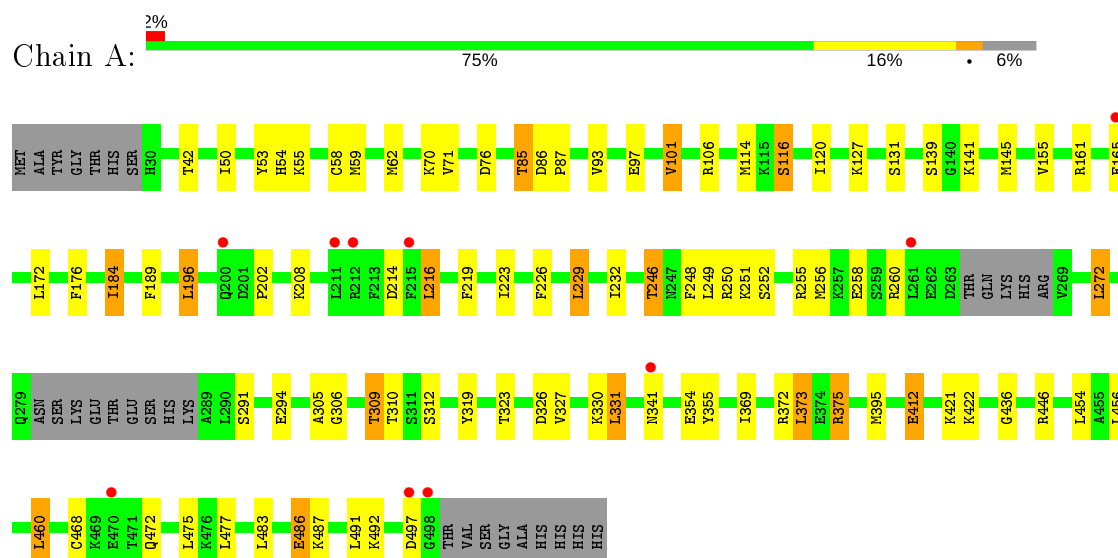 2%
Chain A:
75% 16% • 6%
MET ALA TYR GLY THR HIS SER H30 T42 I50 Y53 H54 K55 C58 M59 M62 K70 V71 D76 T85 D86 P87 V93 E97 V101 R106 M114 K115 S116 I120 K127 S131 S139 G140 K141 M145 V155 R161 E165
L172 F176 I184 F189 L196 Q200 D201 P202 K208 L211 R212 F213 D214 F215 L216 F219 I223 F226 L229 I232 T246 N247 F248 L249 R250 K251 S252 R255 M256 K257 E258 S259 R260 L261 E262 D263 THR GLN LYS HIS ARG V269 L272
Q279 ASN SER LYS GLU THR GLU SER HIS LYS A289 L290 S291 E294 A305 G306 T309 T310 S311 S312 Y319 T323 D326 V327 K330 L331 N341 E354 Y355 I369 R372 L373 E374 R375 M395 E412 K421 K422 G436 R446 L454 A455 L456
L460 C468 K469 E470 T471 Q472 L475 K476 L477 L483 E486 K487 L491 K492 D497 G498 THR VAL SER GLY ALA HIS HIS HIS HIS